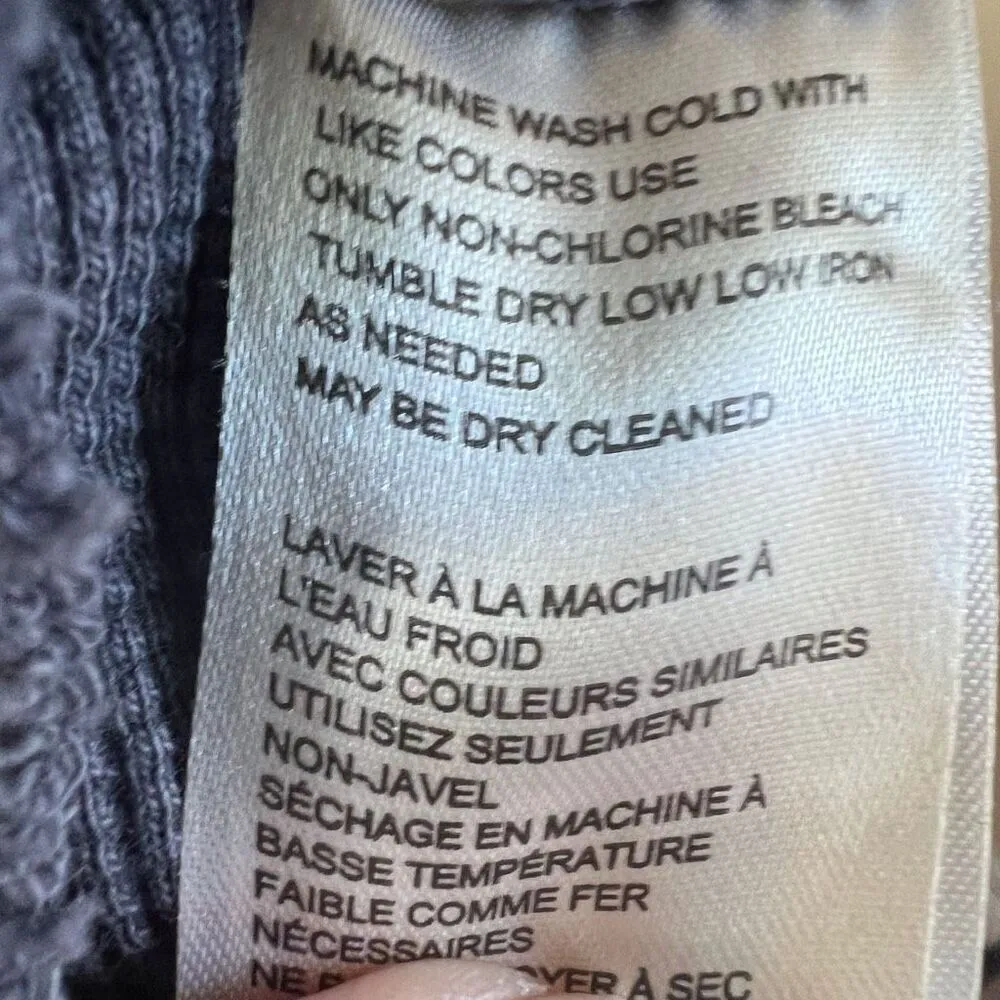 MACHINE WASH COLD WITH
LIKE COLORS USE
ONLY NON-CHLORINE BLEACH
TUMBLE DRY LOW LOW IRON
AS NEEDED
MAY BE DRY CLEANED
LAVER À LA MACHINE À
L'EAU FROID
AVEC COULEURS SIMILAIRES
UTILISEZ SEULEMENT
NON-JAVEL
SÉCHAGE EN MACHINE À
BASSE TEMPÉRATURE
FAIBLE COMME FER
NÉCESSAIRES
NE À SEC